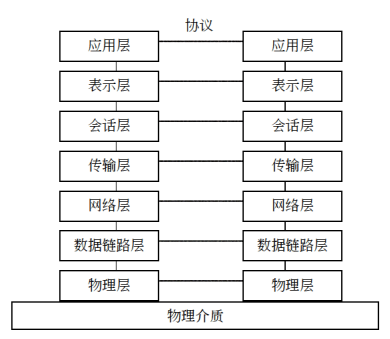 协议
应用层 应用层
表示层 表示层
会话层 会话层
传输层 传输层
网络层 网络层
数据链路层 数据链路层
物理层 物理层
物理介质